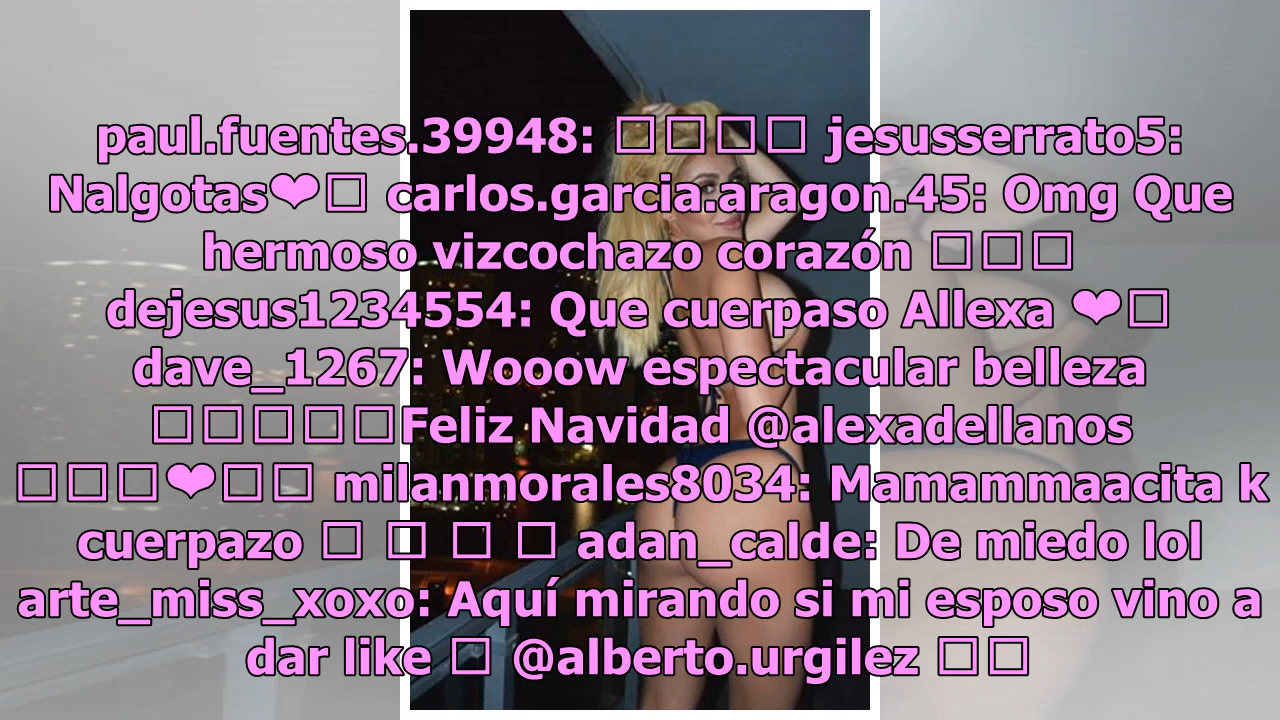 paul.fuentes.39948: □□□□ jesusserrato5:
Nalgotas❤□ carlos.garcia.aragon.45: Omg Que
hermoso vizcochazo corazón □□□
dejesus1234554: Que cuerpaso Allexa ❤□
dave_1267: Wooow espectacular belleza
□□□□□Feliz Navidad @alexadellanos
□□□❤□□ milanmorales8034: Mamammaacita k
cuerpazo □ □ □ □ adan_calde: De miedo lol
arte_miss_xoxo: Aquí mirando si mi esposo vino a
dar like □ @alberto.urgilez □□